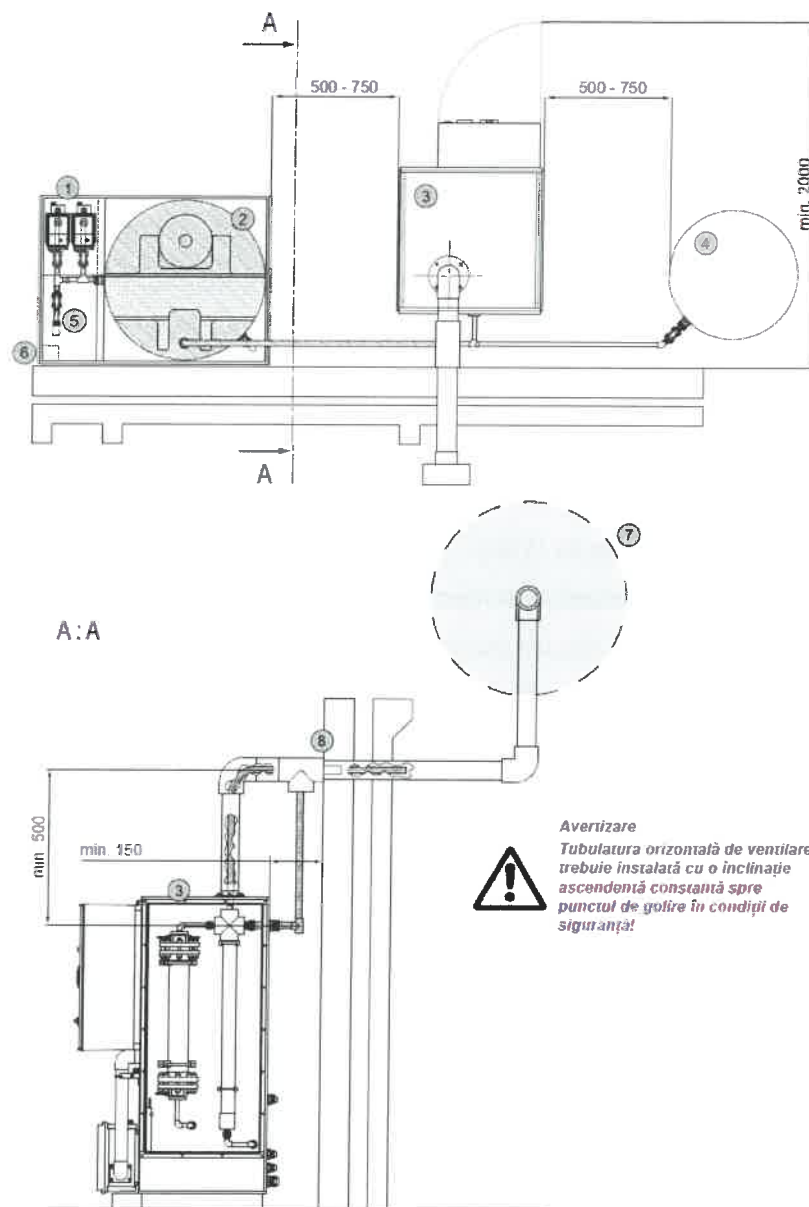 A
500 - 750
500 - 750
1
2
3
4
min. 2000
5
6
A
7
A : A
8
min 500
min. 150
3
Avertizare
Tubulatura orizontală de ventilare
trebuie instalată cu o înclinație
ascendentă constantă spre
punctul de golire în condiții de
siguranță!